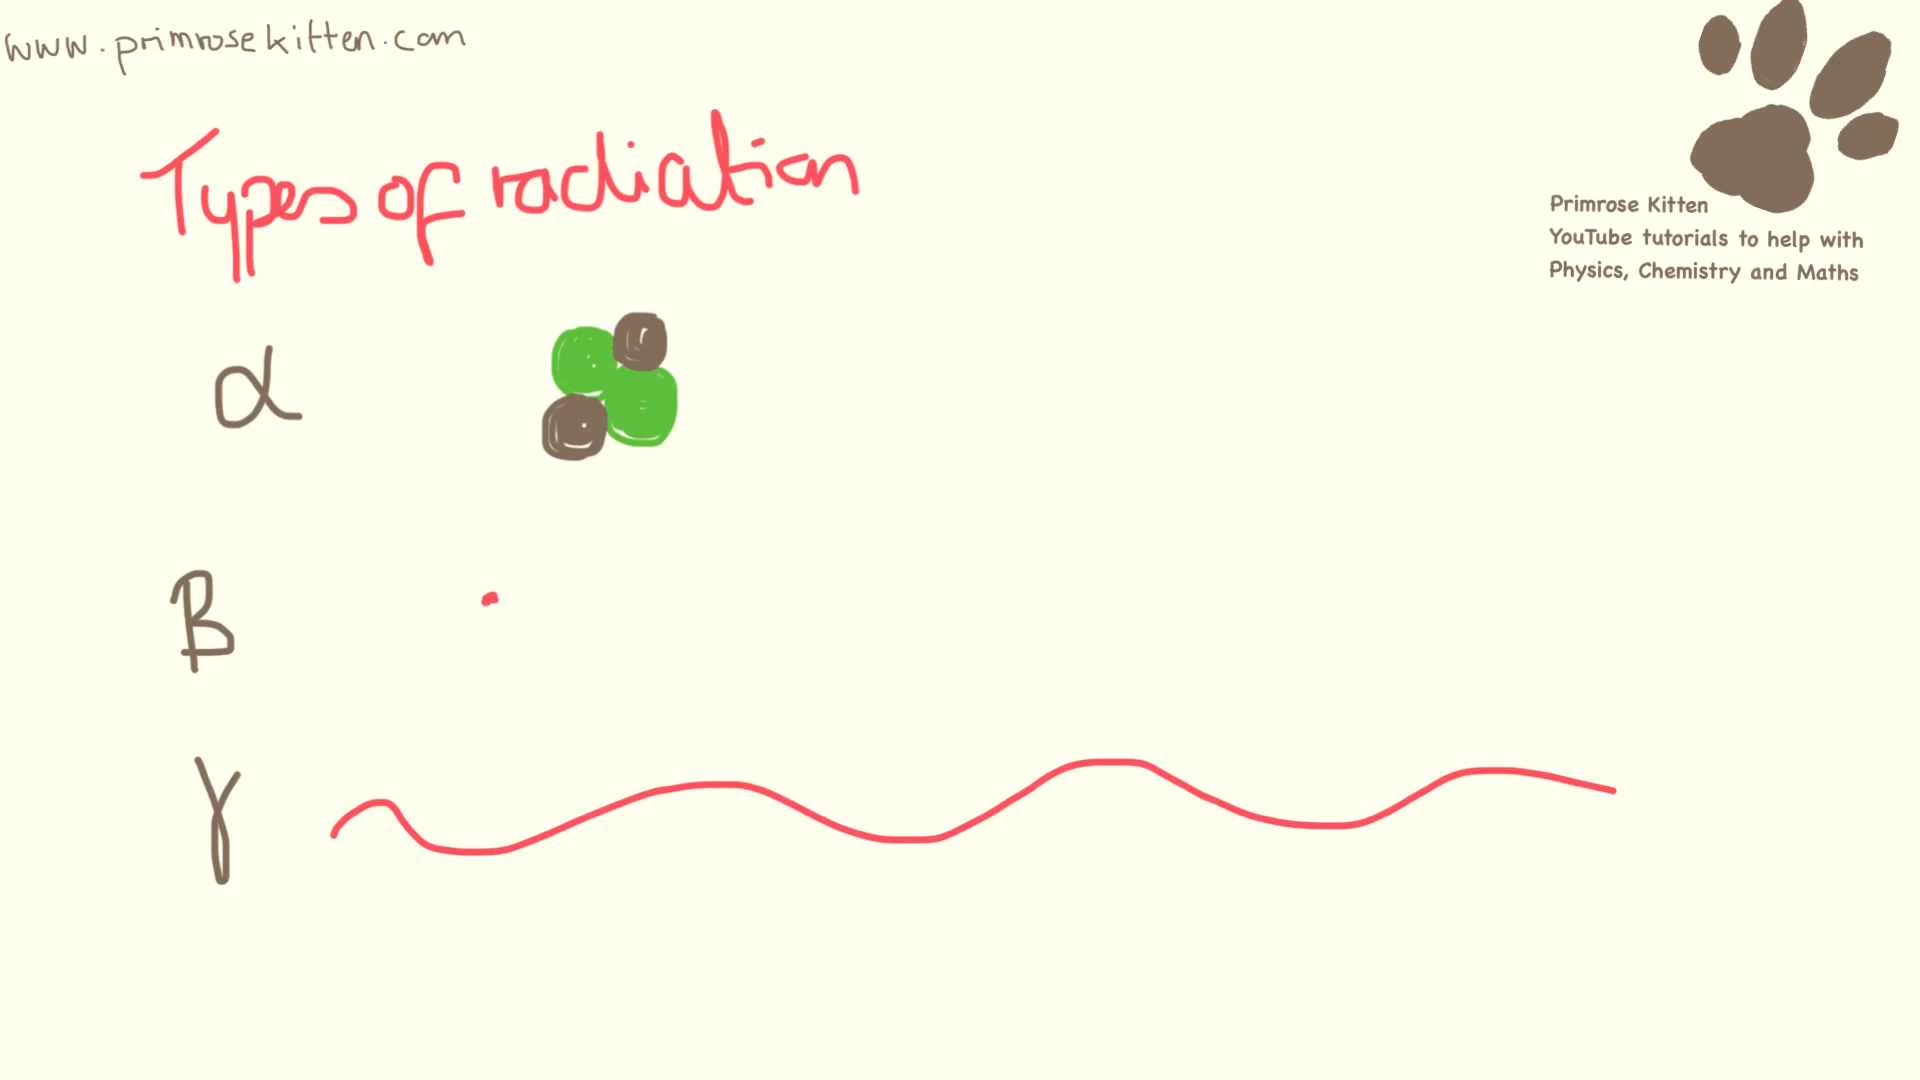 www.primrosekitten.com
Types of radiation
Primrose Kitten
YouTube tutorials to help with
Physics, Chemistry and Maths
α
β
γ